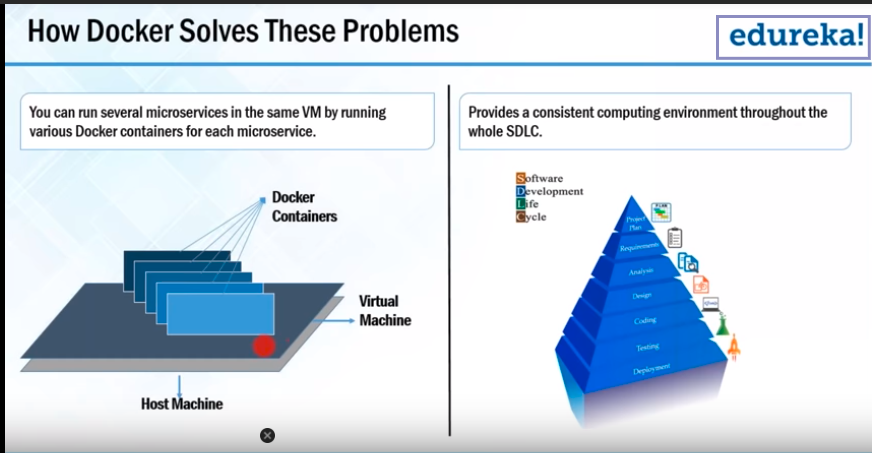 How Docker Solves These Problems
edureka!
You can run several microservices in the same VM by running
various Docker containers for each microservice.
Docker
Containers
Virtual
Machine
Host Machine
Provides a consistent computing environment throughout the
whole SDLC.
Software
Development
Life
Cycle
Project
Plan
Requirements
Analysis
Design
Coding
Testing
Deployment